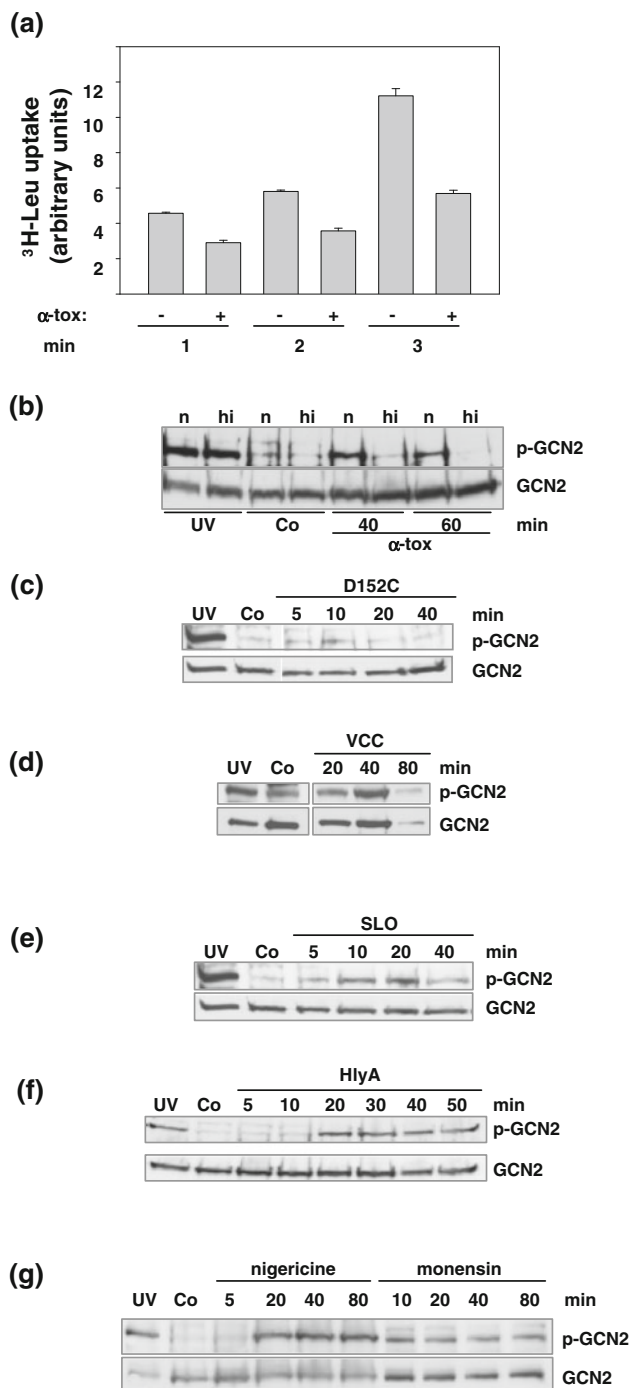 (a)
³H-Leu uptake
(arbitrary units)
12
10
8
6
4
2
α-tox: - + - + - +
min 1 2 3
(b)
n hi n hi n hi n hi
p-GCN2
GCN2
UV Co 40 60 min
α-tox
(c)
D152C
UV Co 5 10 20 40 min
p-GCN2
GCN2
(d)
VCC
UV Co 20 40 80 min
p-GCN2
GCN2
(e)
SLO
UV Co 5 10 20 40 min
p-GCN2
GCN2
(f)
HlyA
UV Co 5 10 20 30 40 50 min
p-GCN2
GCN2
(g)
nigericine monensin
UV Co 5 20 40 80 10 20 40 80 min
p-GCN2
GCN2